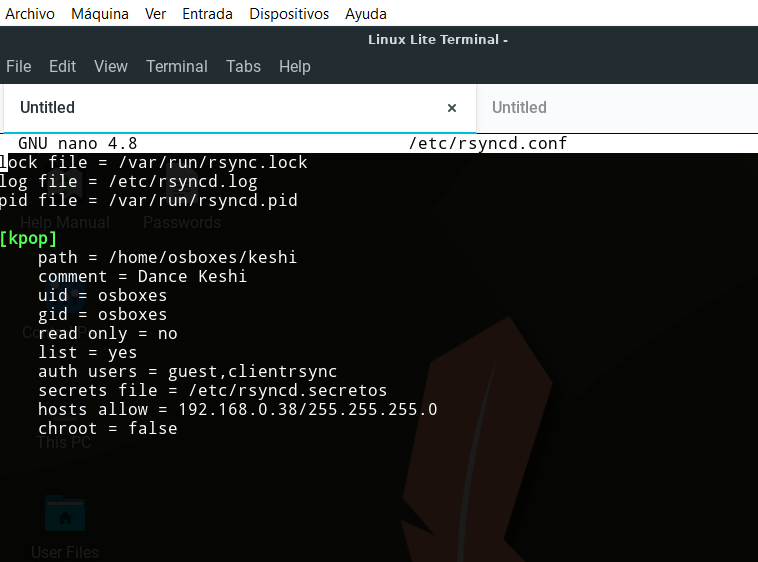 Archivo Máquina Ver Entrada Dispositivos Ayuda
Linux Lite Terminal -
File Edit View Terminal Tabs Help
Untitled × Untitled
GNU nano 4.8 /etc/rsyncd.conf
lock file = /var/run/rsync.lock
log file = /etc/rsyncd.log
pid file = /var/run/rsyncd.pid
Help Manual Passwords
[kpop]
path = /home/osboxes/keshi
comment = Dance Keshi
uid = osboxes
gid = osboxes
read only = no
list = yes
auth users = guest,clientrsync
secrets file = /etc/rsyncd.secretos
hosts allow = 192.168.0.38/255.255.255.0
chroot = false
This PC
User Files